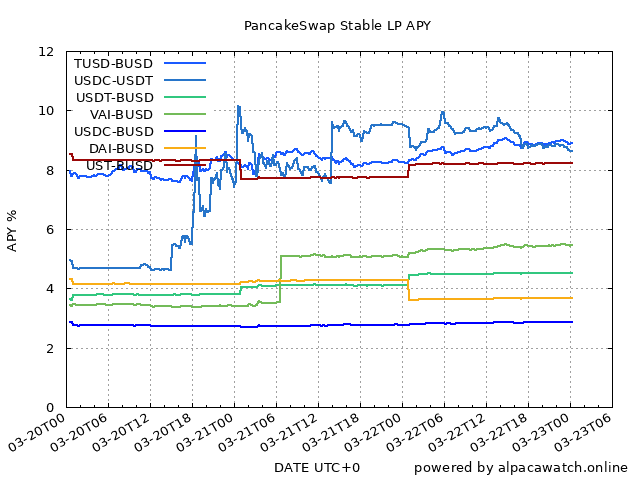 PancakeSwap Stable LP APY
12
10
8
6
4
2
0
APY %
TUSD-BUSD
USDC-USDT
USDT-BUSD
VAI-BUSD
USDC-BUSD
DAI-BUSD
UST-BUSD
03-20T00
03-20T06
03-20T12
03-20T18
03-21T00
03-21T06
03-21T12
03-21T18
03-22T00
03-22T06
03-22T12
03-22T18
03-23T00
03-23T06
DATE UTC+0
powered by alpacawatch.online